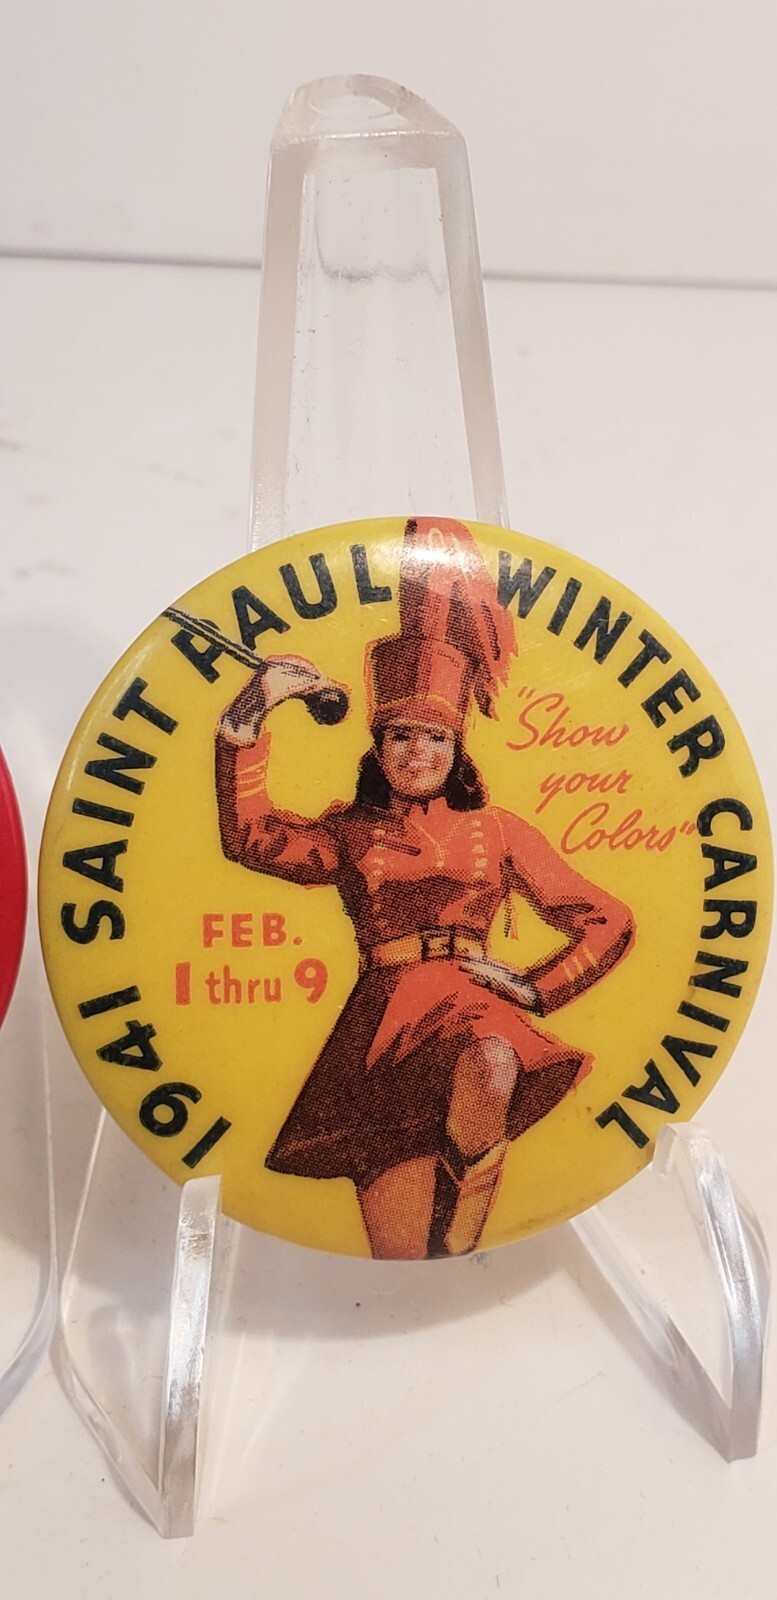 1941 SAINT PAUL WINTER CARNIVAL
"Show
your
Colors"
FEB.
1 thru 9